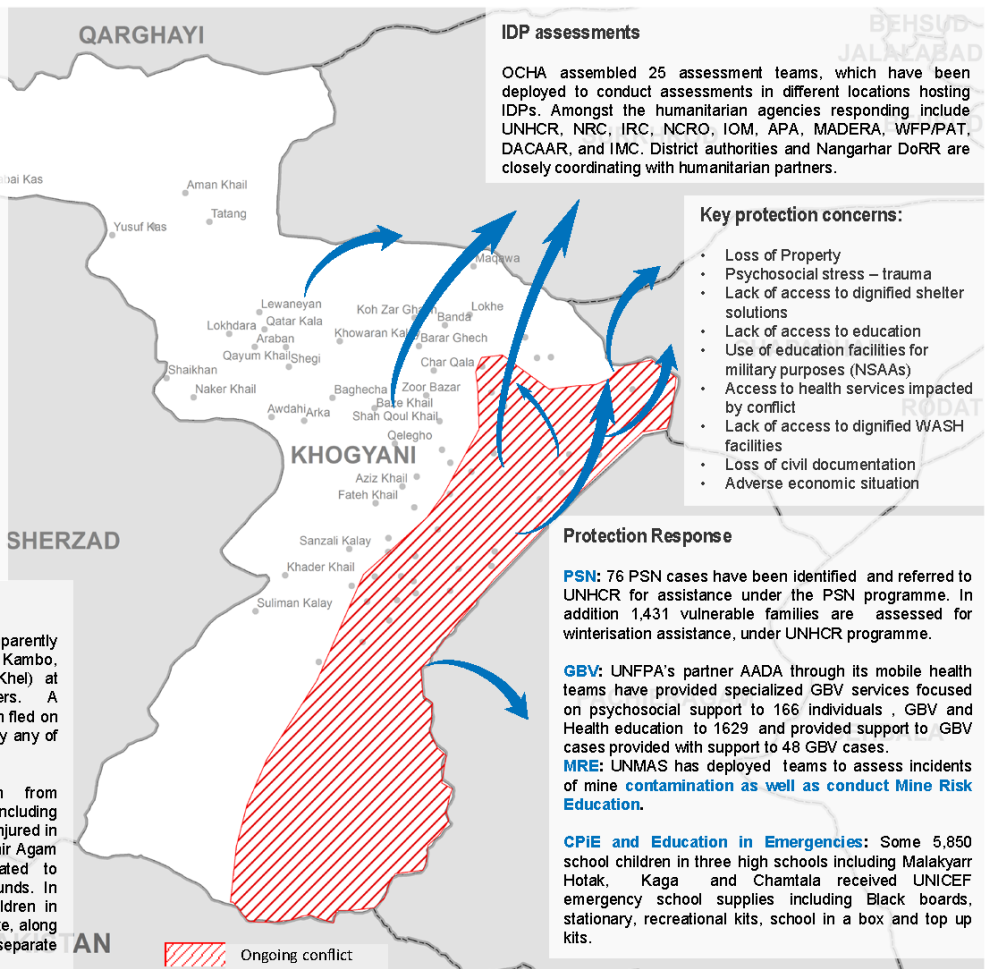 QARGHAYI
BEHSUD
JALALABAD
IDP assessments
OCHA assembled 25 assessment teams, which have been
deployed to conduct assessments in different locations hosting
IDPs. Amongst the humanitarian agencies responding include
UNHCR, NRC, IRC, NCRO, IOM, APA, MADERA, WFP/PAT,
DACAAR, and IMC. District authorities and Nangarhar DoRR are
closely coordinating with humanitarian partners.
bai Kas
Aman Khail
Tatang
Yusuf Kas
Maqawa
Key protection concerns:
• Loss of Property
• Psychosocial stress – trauma
• Lack of access to dignified shelter
solutions
• Lack of access to education
• Use of education facilities for
military purposes (NSAAs)
• Access to health services impacted
by conflict
• Lack of access to dignified WASH
facilities
• Loss of civil documentation
• Adverse economic situation
RODAT
Lewaneyan
Koh Zar
Lokhe
Lokhdara
Qatar Kala
Banda
Araban
Khowaran
Barar Ghech
Qayum Khail
Shegi
Char Qala
Shaikhan
Naker Khail
Baghecha
Zoor Bazar
Baze Khail
Awdahi
Arka
Shah Qoul Khail
Qelegho
KHOGYANI
Aziz Khail
Fateh Khail
SHERZAD
Sanzali Kalay
Khader Khail
Suliman Kalay
Protection Response
PSN: 76 PSN cases have been identified and referred to
UNHCR for assistance under the PSN programme. In
addition 1,431 vulnerable families are assessed for
winterisation assistance, under UNHCR programme.
GBV: UNFPA's partner AADA through its mobile health
teams have provided specialized GBV services focused
on psychosocial support to 166 individuals , GBV and
Health education to 1629 and provided support to GBV
cases provided with support to 48 GBV cases.
MRE: UNMAS has deployed teams to assess incidents
of mine contamination as well as conduct Mine Risk
Education.
CPiE and Education in Emergencies: Some 5,850
school children in three high schools including Malakyarr
Hotak, Kaga and Chamtala received UNICEF
emergency school supplies including Black boards,
stationary, recreational kits, school in a box and top up
kits.
parently
Kambo,
Khel) at
ers. A
n fled on
y any of
n from
ncluding
njured in
ir Agam
ated to
unds. In
ldren in
ke, along
separate
KISTAN
Ongoing conflict